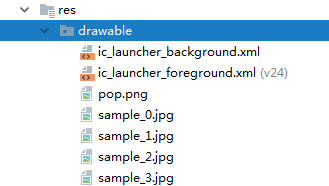 res
drawable
ic_launcher_background.xml
ic_launcher_foreground.xml (v24)
pop.png
sample_0.jpg
sample_1.jpg
sample_2.jpg
sample_3.jpg